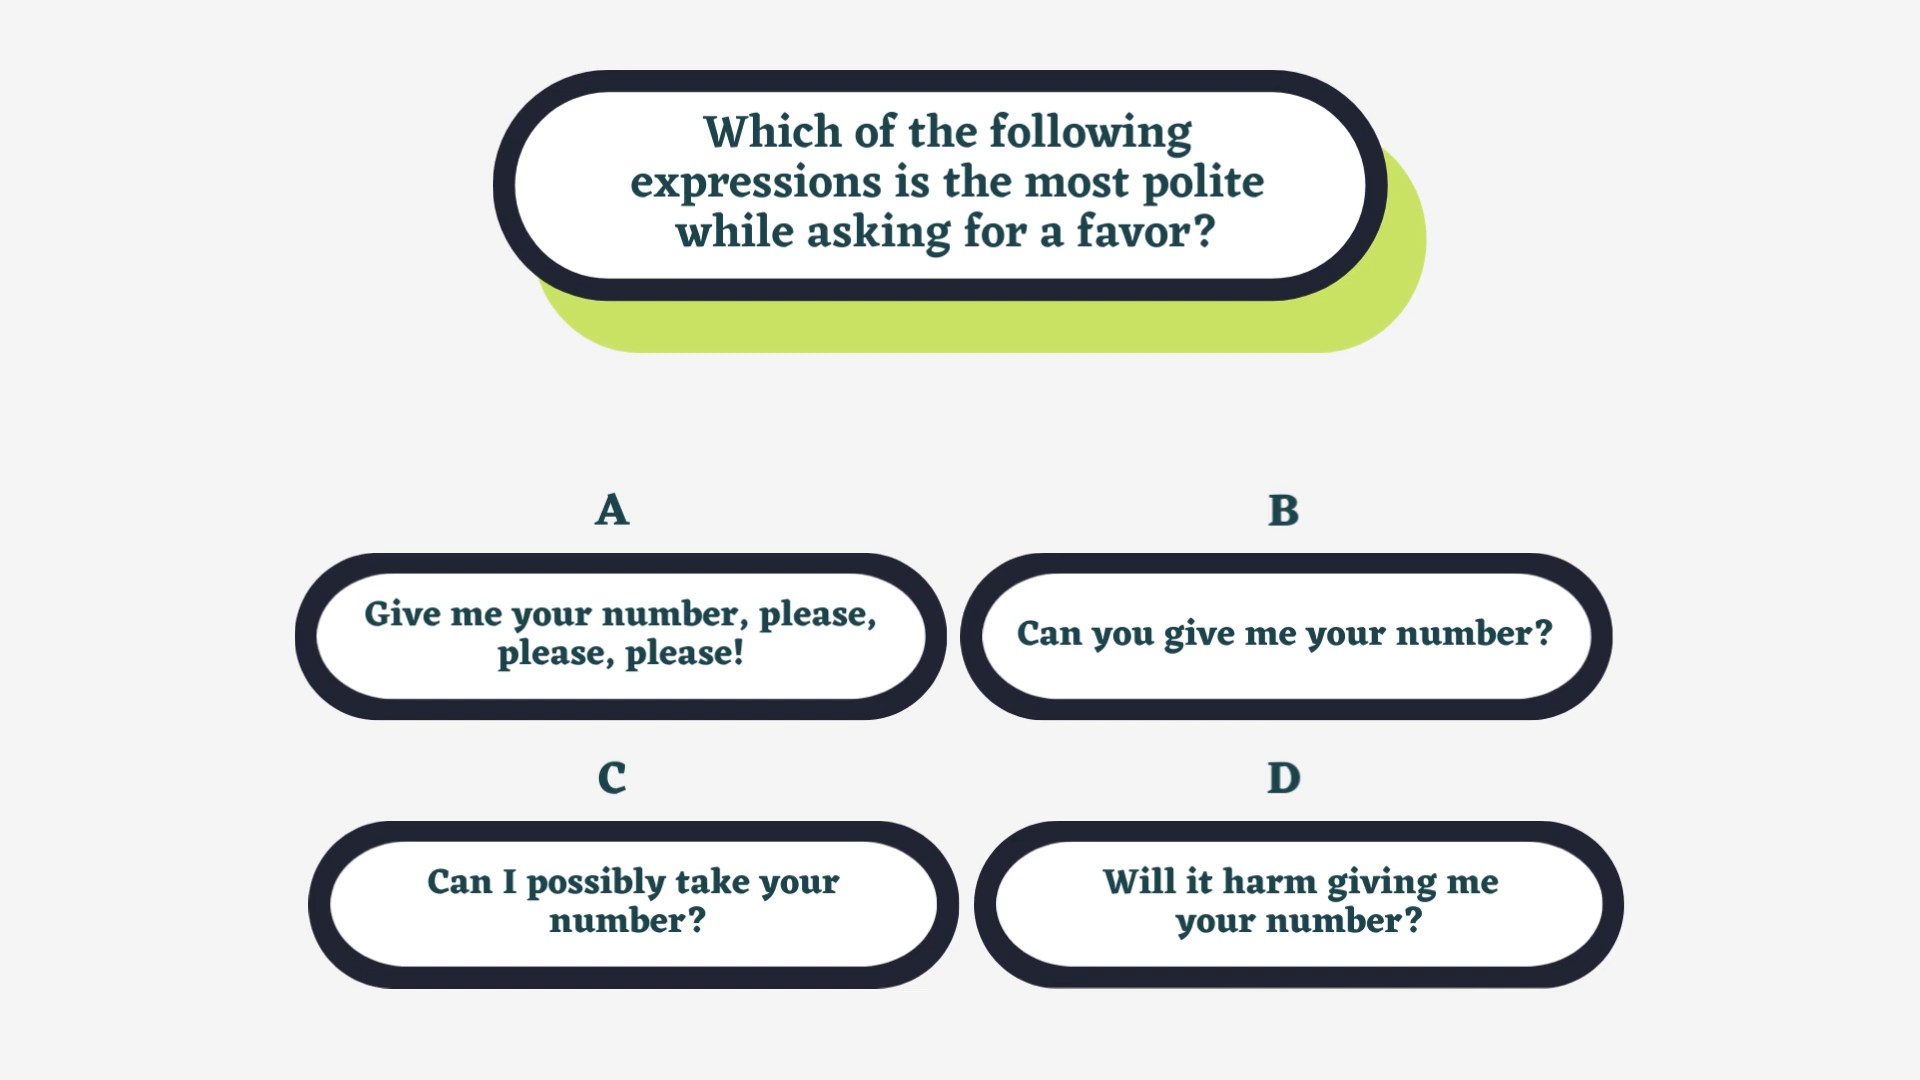 Which of the following
expressions is the most polite
while asking for a favor?
A
Give me your number, please,
please, please!
B
Can you give me your number?
C
Can I possibly take your
number?
D
Will it harm giving me
your number?